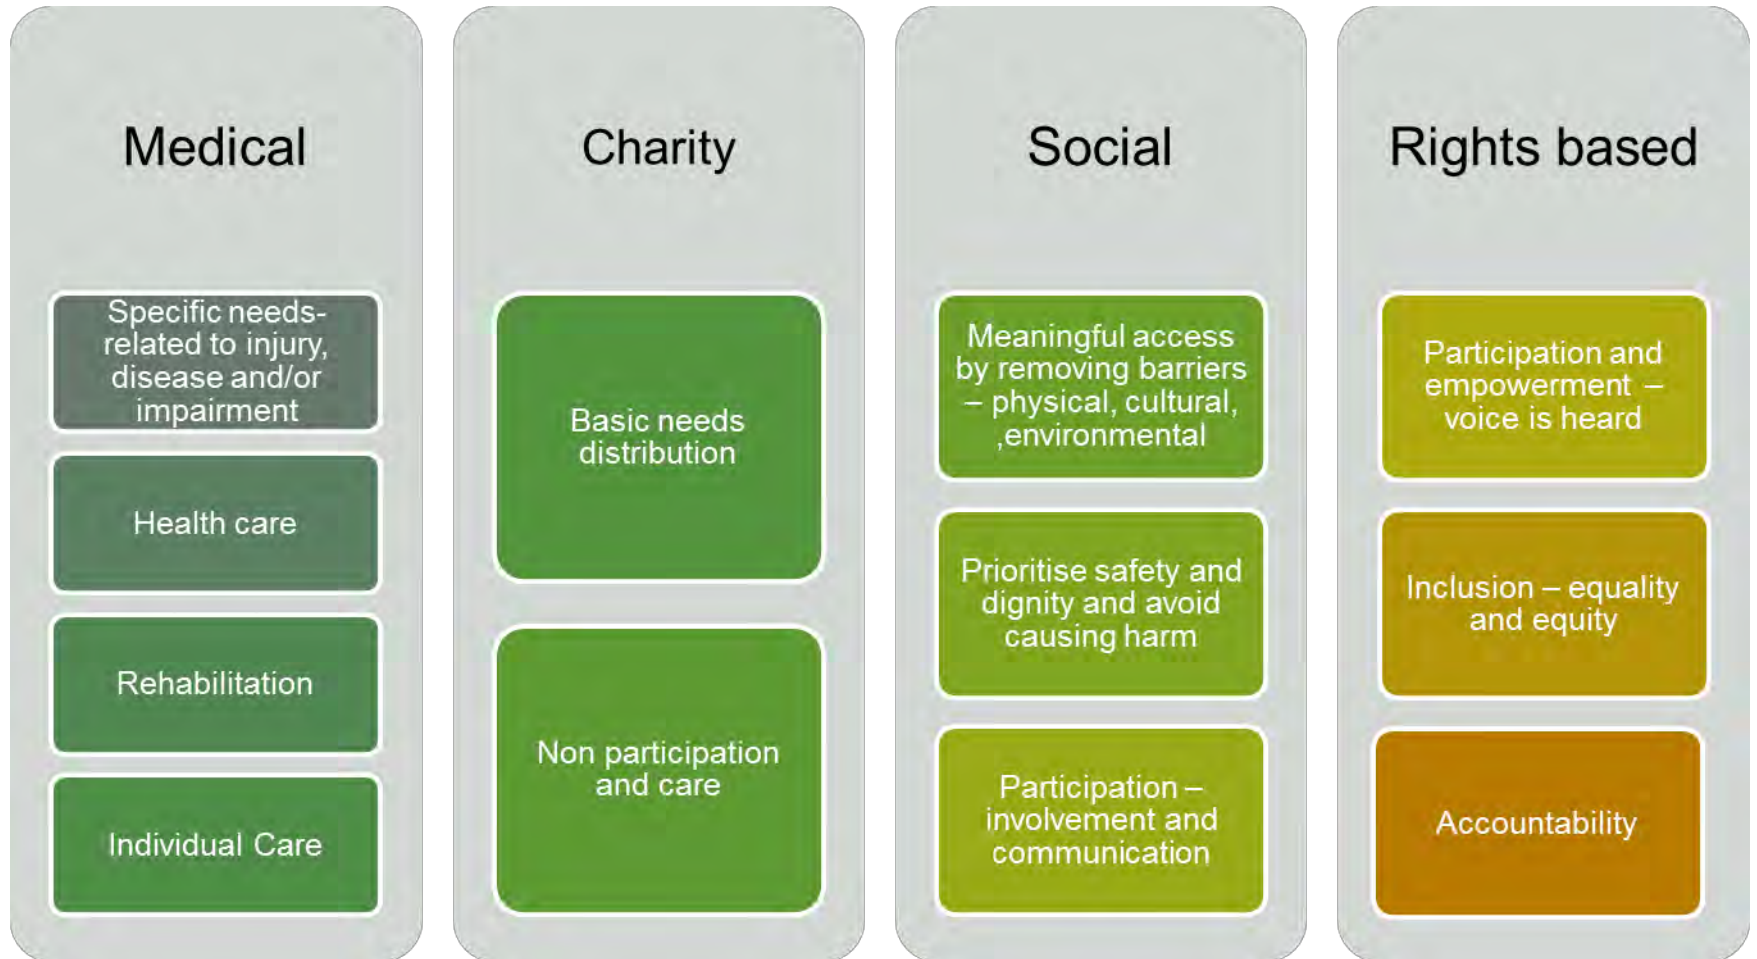 Medical
Specific needs-
related to injury,
disease and/or
impairment
Health care
Rehabilitation
Individual Care
Charity
Basic needs
distribution
Non participation
and care
Social
Meaningful access
by removing barriers
– physical, cultural,
,environmental
Prioritise safety and
dignity and avoid
causing harm
Participation –
involvement and
communication
Rights based
Participation and
empowerment –
voice is heard
Inclusion – equality
and equity
Accountability